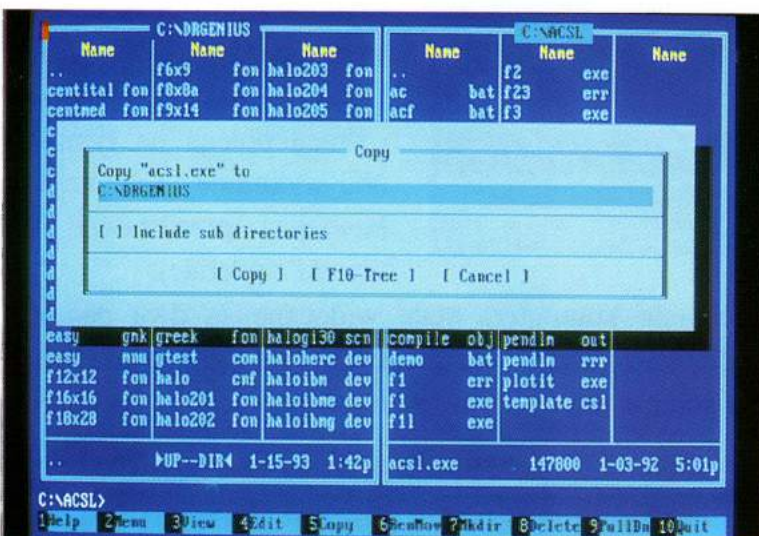 C:\DRGENIUS C:\ACSL
Name Name Name Name Name Name
.. f6x9 fon halo203 fon .. f2 exe
centital fon f8x8a fon halo204 fon ac bat f23 err
centmed fon f9x14 fon halo205 fon acf bat f3 exe
c
c
c
d
d
d
d
d
d
d
Copy
Copy "acsl.exe" to
C:\DRGENIUS
[ ] Include sub directories
[ Copy ] [ F10-Tree ] [ Cancel ]
easy gmk greek fon halogi30 scn compile obj pendln out
easy mnu gtest com haloherc dev demo bat pendln rrr
f12x12 fon halo cnf haloibm dev f1 err plotit exe
f16x16 fon halo201 fon haloibme dev f1 exe template csl
f18x28 fon halo202 fon haloibmg dev f11 exe
.. ►UP--DIR◄ 1-15-93 1:42p acsl.exe 147800 1-03-92 5:01p
C:\ACSL>
1Help 2Menu 3View 4Edit 5Copy 6RenMov 7Mkdir 8Delete 9PullDn 10Quit